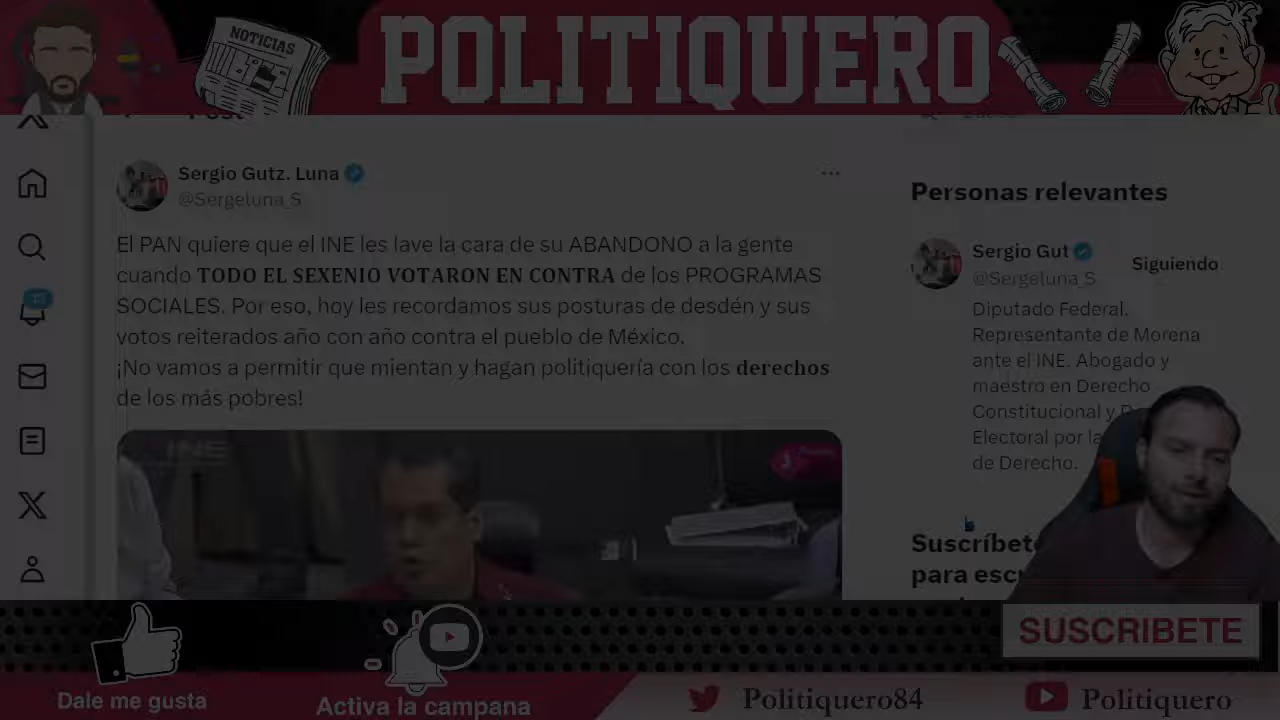 NOTICIAS
POLITIQUERO
Post
Sergio Gutz. Luna
@Sergeluna_S
El PAN quiere que el INE les lave la cara de su ABANDONO a la gente
cuando TODO EL SEXENIO VOTARON EN CONTRA de los PROGRAMAS
SOCIALES. Por eso, hoy les recordamos sus posturas de desdén y sus
votos reiterados año con año contra el pueblo de México.
¡No vamos a permitir que mientan y hagan politiquería con los derechos
de los más pobres!
INE
Personas relevantes
Sergio Gut
@Sergeluna_S
Siguiendo
Diputado Federal.
Representante de Morena
ante el INE. Abogado y
maestro en Derecho
Constitucional y
Electoral por la
de Derecho.
Suscríbete
para
13
SUSCRIBETE
Dale me gusta
Activa la campana
Politiquero84
Politiquero